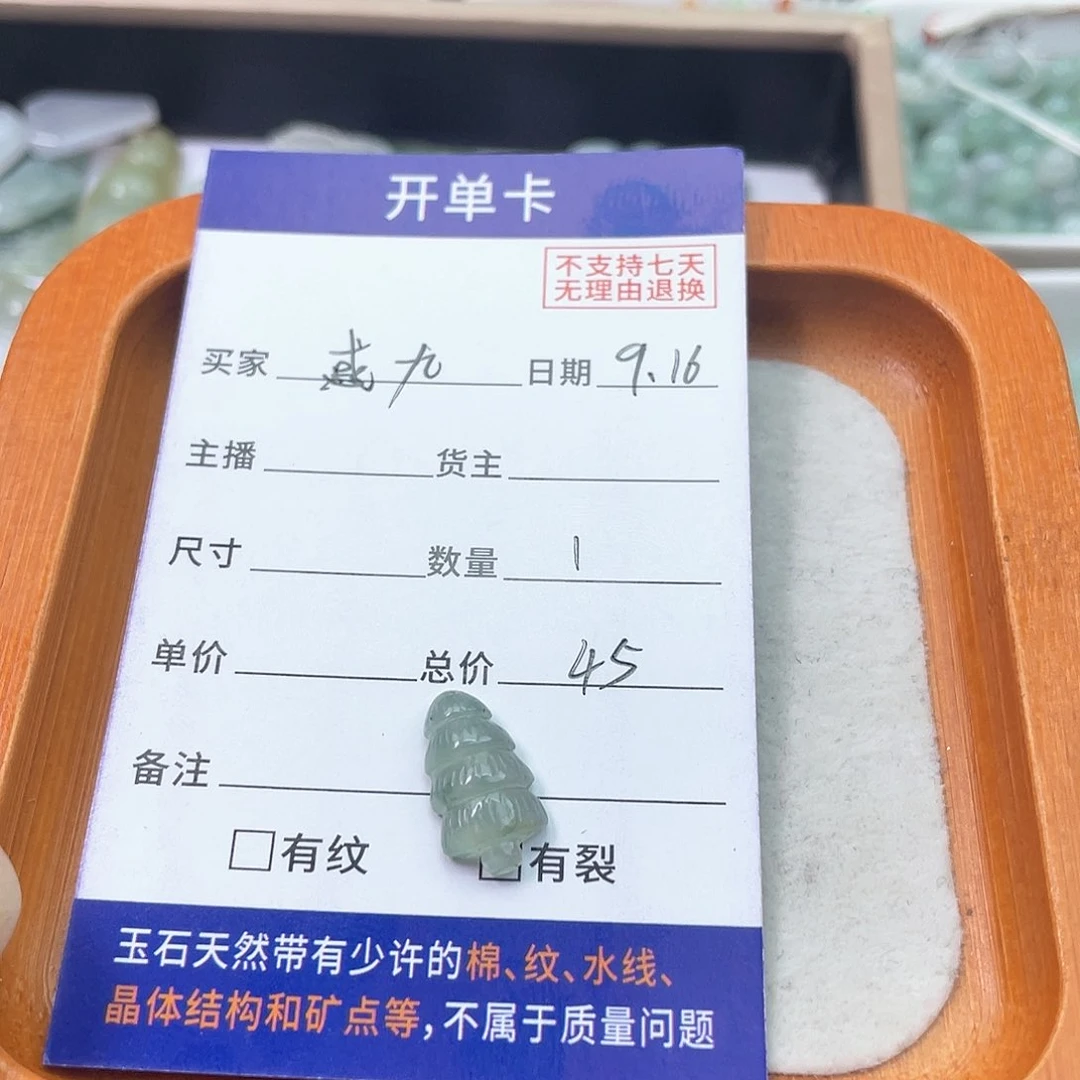 开单卡
不支持七天
无理由退换
买家 惑九 日期 9.16
主播 货主
尺寸 数量 1
单价 总价 45
备注
有纹 有裂
玉石天然带有少许的棉、纹、水线、
晶体结构和矿点等,不属于质量问题